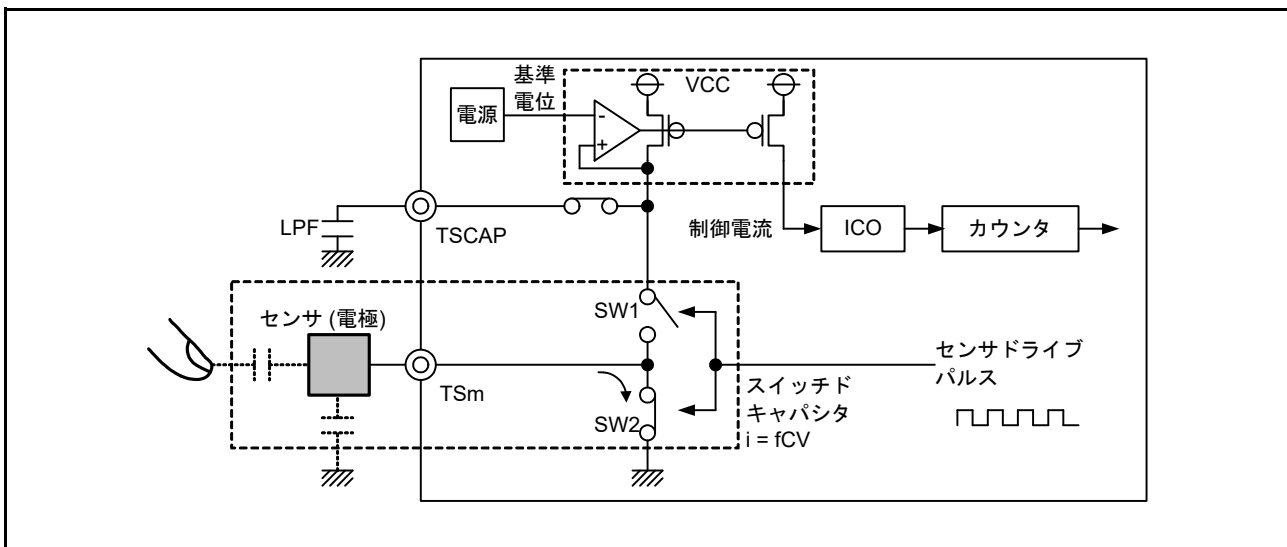 基準
電位
VCC
電源
-
+
LPF
TSCAP
制御電流
ICO
カウンタ
センサ (電極)
SW1
センサドライブ
パルス
TSm
スイッチド
キャパシタ
i = fCV
SW2